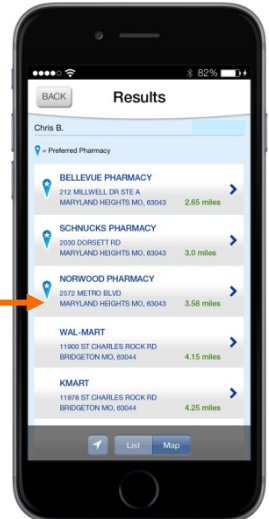 82%
BACK
Results
Chris B.
= Preferred Pharmacy
BELLEVUE PHARMACY
212 MILLWELL DR STE A
MARYLAND HEIGHTS MO, 63043 2.65 miles
SCHNUCKS PHARMACY
2030 DORSETT RD
MARYLAND HEIGHTS MO, 63043 3.0 miles
NORWOOD PHARMACY
2572 METRO BLVD
MARYLAND HEIGHTS MO, 63043 3.58 miles
WAL-MART
11900 ST CHARLES ROCK RD
BRIDGETON MO, 63044 4.15 miles
KMART
11978 ST CHARLES ROCK RD
BRIDGETON MO, 63044 4.25 miles
List Map